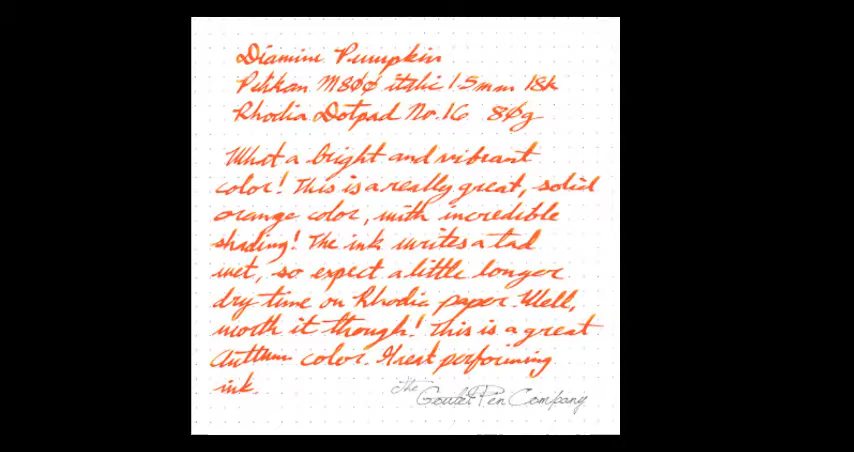 Diamine Pumpkin
Pelikan M800 italic 1.5mm 18k
Rhodia Dotpad No. 16 80g
What a bright and vibrant
color! This is a really great, solid
orange color, with incredible
shading! The ink writes a tad
wet, so expect a little longer
dry time on Rhodia paper. Well,
worth it though! This is a great
Auttumn color. Great performing
ink.
The
Goulet Pen Company